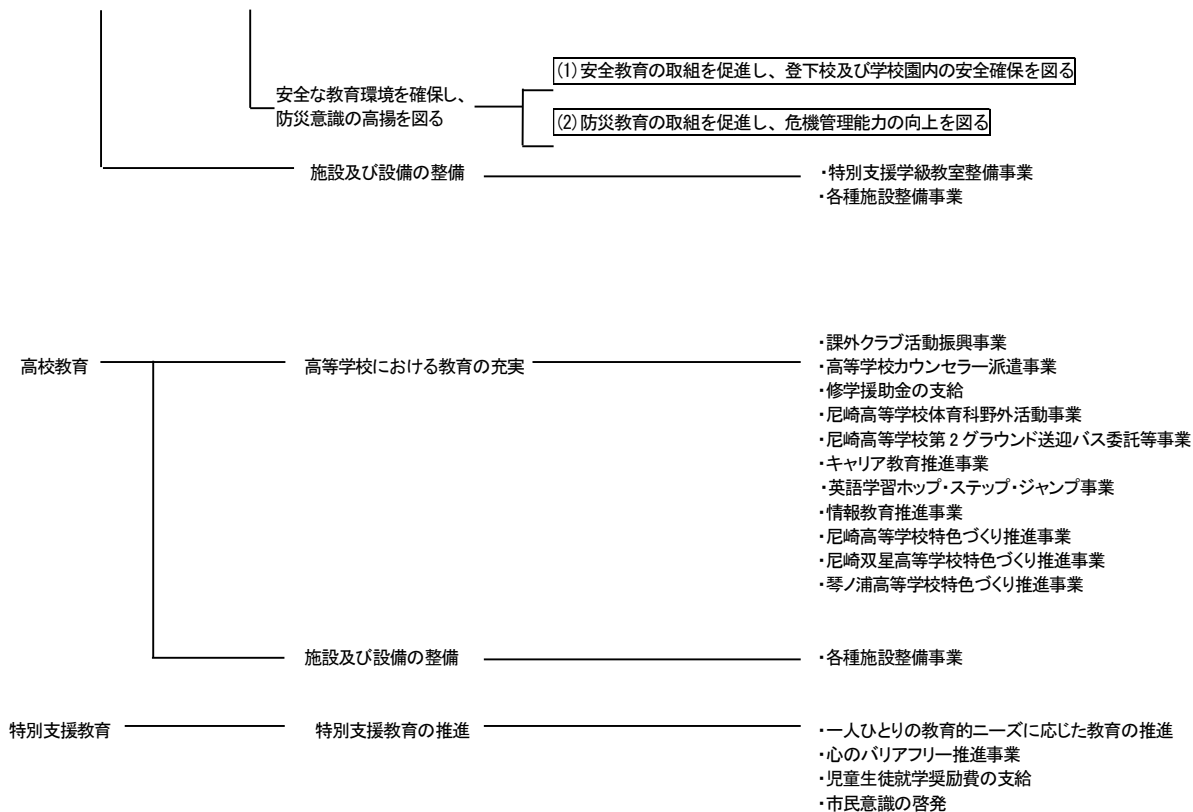 (1) 安全教育の取組を促進し、登下校及び学校園内の安全確保を図る
安全な教育環境を確保し、
防災意識の高揚を図る
(2) 防災教育の取組を促進し、危機管理能力の向上を図る
施設及び設備の整備
・特別支援学級教室整備事業
・各種施設整備事業
高校教育
高等学校における教育の充実
・課外クラブ活動振興事業
・高等学校カウンセラー派遣事業
・修学援助金の支給
・尼崎高等学校体育科野外活動事業
・尼崎高等学校第2グラウンド送迎バス委託等事業
・キャリア教育推進事業
・英語学習ホップ・ステップ・ジャンプ事業
・情報教育推進事業
・尼崎高等学校特色づくり推進事業
・尼崎双星高等学校特色づくり推進事業
・琴ノ浦高等学校特色づくり推進事業
施設及び設備の整備
・各種施設整備事業
特別支援教育
特別支援教育の推進
・一人ひとりの教育的ニーズに応じた教育の推進
・心のバリアフリー推進事業
・児童生徒就学奨励費の支給
・市民意識の啓発